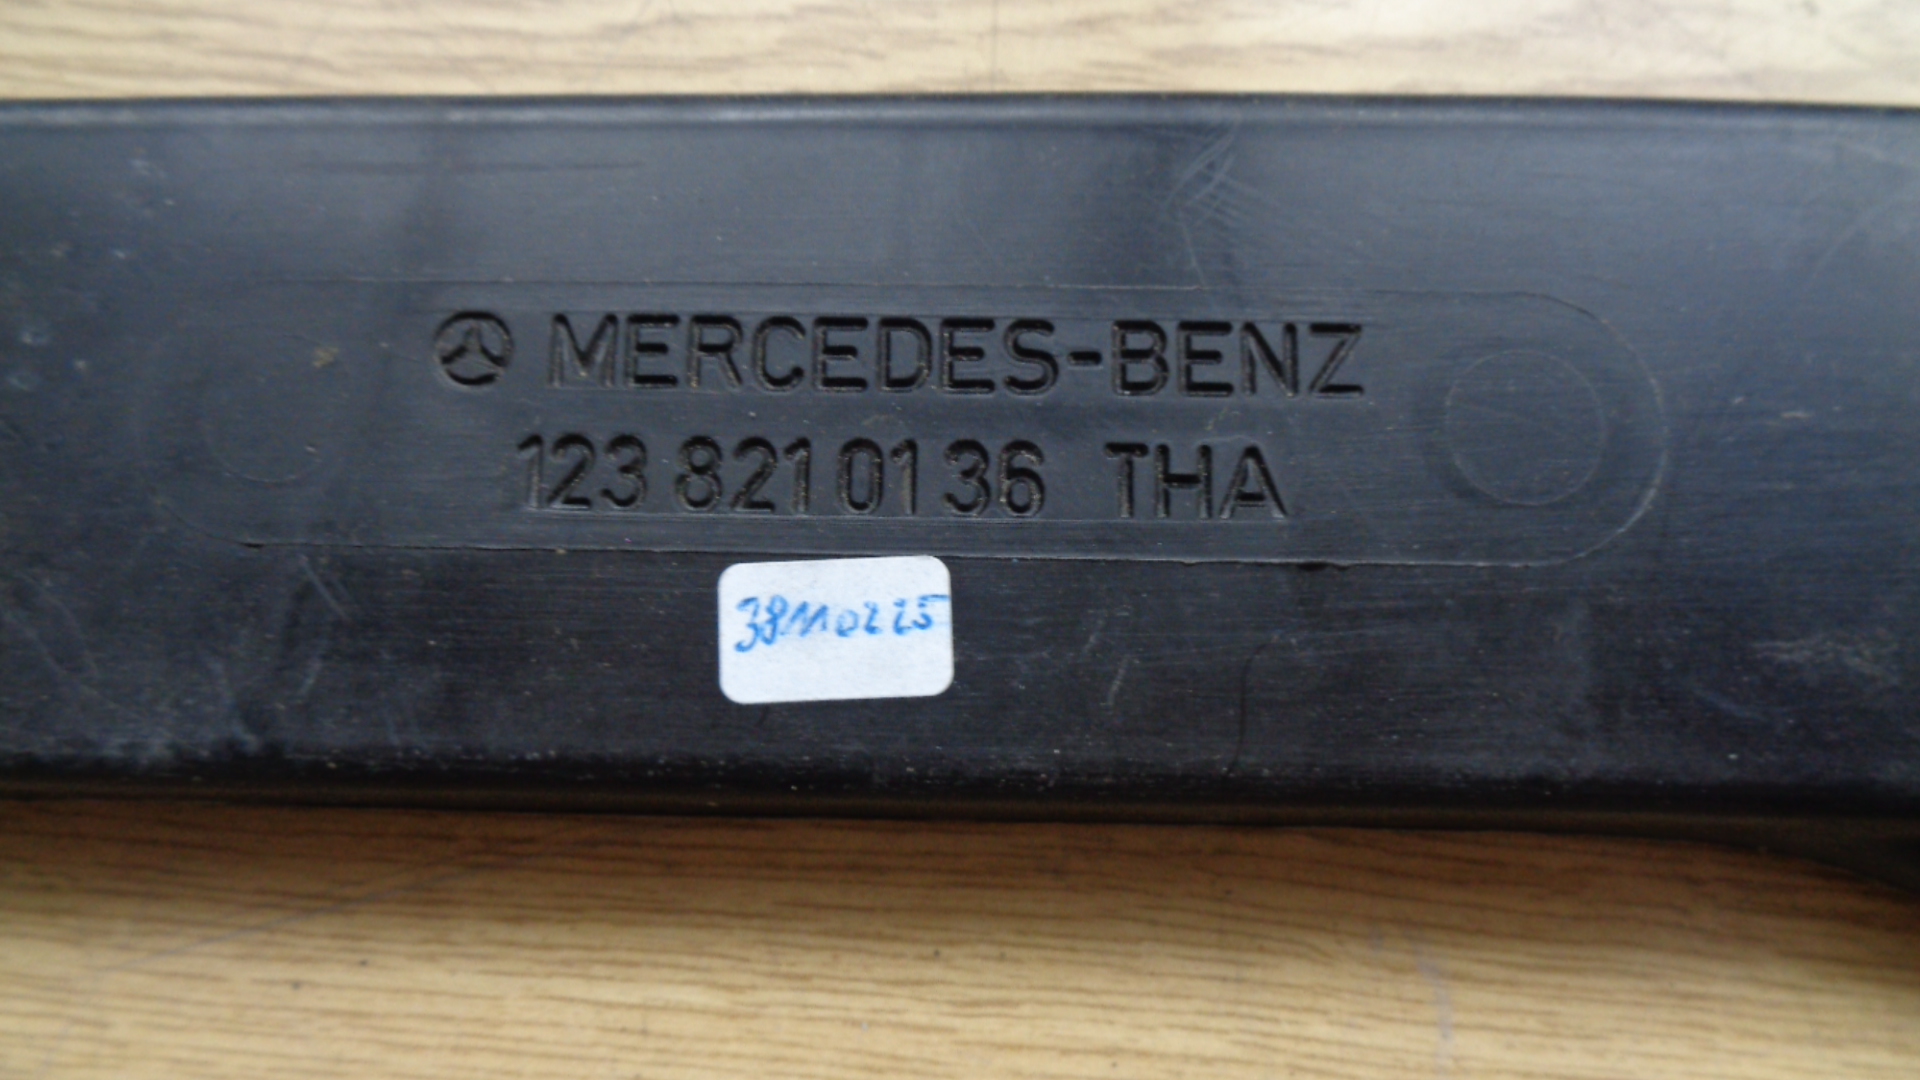 MERCEDES-BENZ
123 821 01 36 THA
38110225